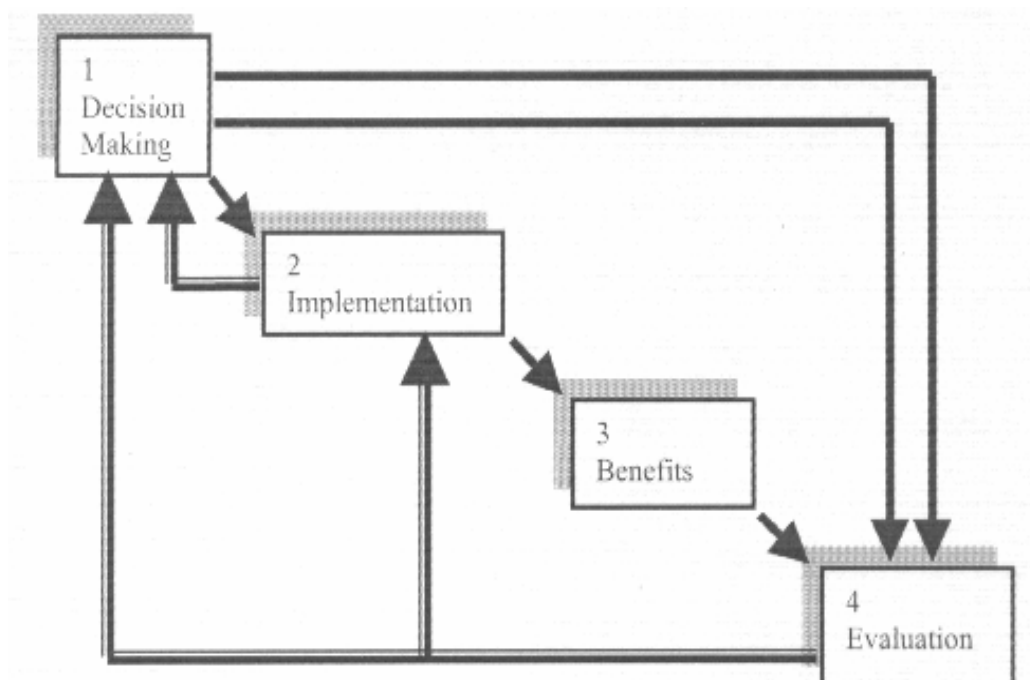 1
Decision
Making
2
Implementation
3
Benefits
4
Evaluation